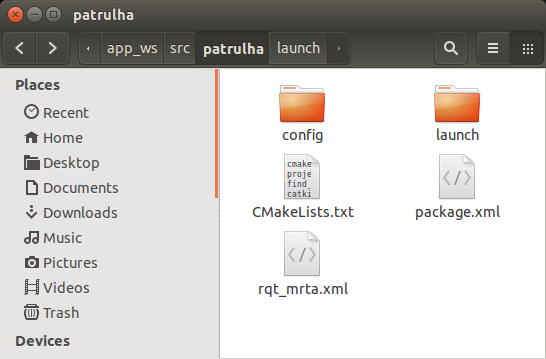 patrulha
app_ws src patrulha launch
Places
Recent
Home
Desktop
Documents
Downloads
Music
Pictures
Videos
Trash
Devices
config
launch
cmake
proje
find_
catki
CMakeLists.txt
package.xml
rqt_mrta.xml